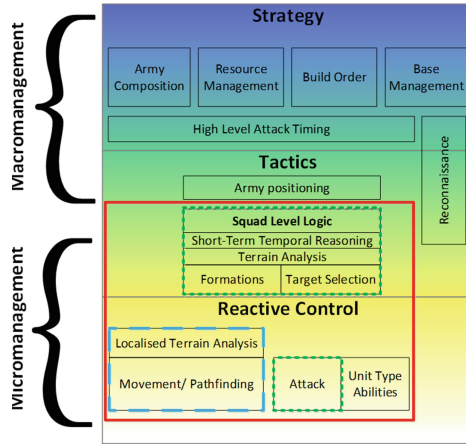 Strategy
Macromanagement
Army
Composition
Resource
Management
Build Order
Base
Management
High Level Attack Timing
Reconnaissance
Tactics
Army positioning
Micromanagement
Squad Level Logic
Short-Term Temporal Reasoning
Terrain Analysis
Formations
Target Selection
Reactive Control
Localised Terrain Analysis
Movement/ Pathfinding
Attack
Unit Type
Abilities